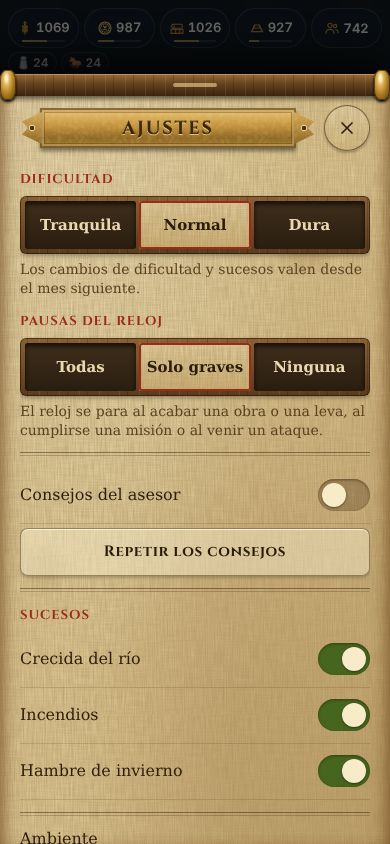 1069 987 1026 927 742
24 24
AJUSTES
DIFICULTAD
Tranquila Normal Dura
Los cambios de dificultad y sucesos valen desde
el mes siguiente.
PAUSAS DEL RELOJ
Todas Solo graves Ninguna
El reloj se para al acabar una obra o una leva, al
cumplirse una misión o al venir un ataque.
Consejos del asesor
REPETIR LOS CONSEJOS
SUCESOS
Crecida del río
Incendios
Hambre de invierno
Ambiente